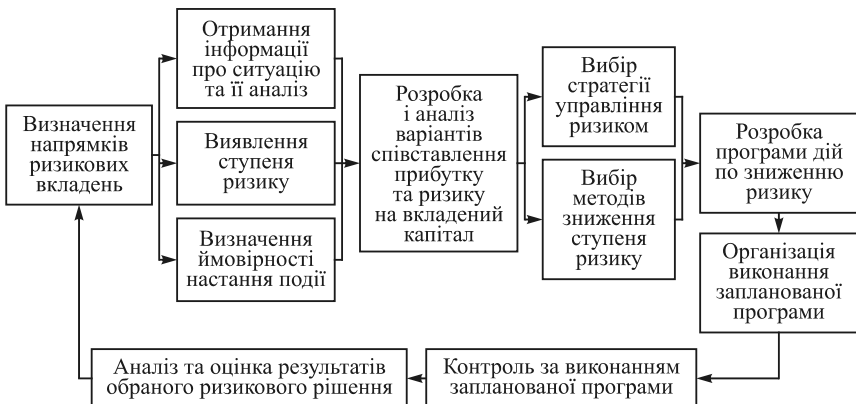 Визначення
напрямків
ризикових
вкладень
Отримання
інформації
про ситуацію
та її аналіз
Виявлення
ступеня
ризику
Визначення
ймовірності
настання події
Розробка
і аналіз
варіантів
співставлення
прибутку
та ризику
на вкладений
капітал
Вибір
стратегії
управління
ризиком
Вибір
методів
зниження
ступеня
ризику
Розробка
програми дій
по зниженню
ризику
Організація
виконання
запланованої
програми
Контроль за виконанням
запланованої програми
Аналіз та оцінка результатів
обраного ризикового рішення